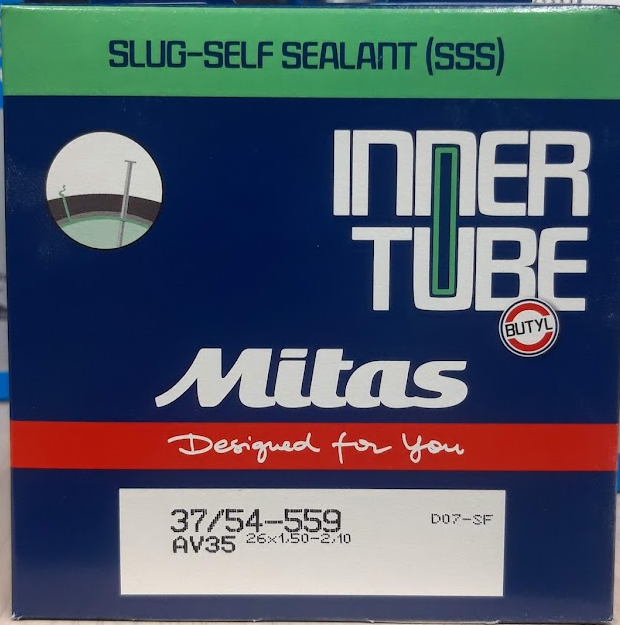 SLUG-SELF SEALANT (SSS)
INNER
TUBE
BUTYL
Mitas
Designed for You
37/54-559
D07-SF
AV35 26x1,50-2,10